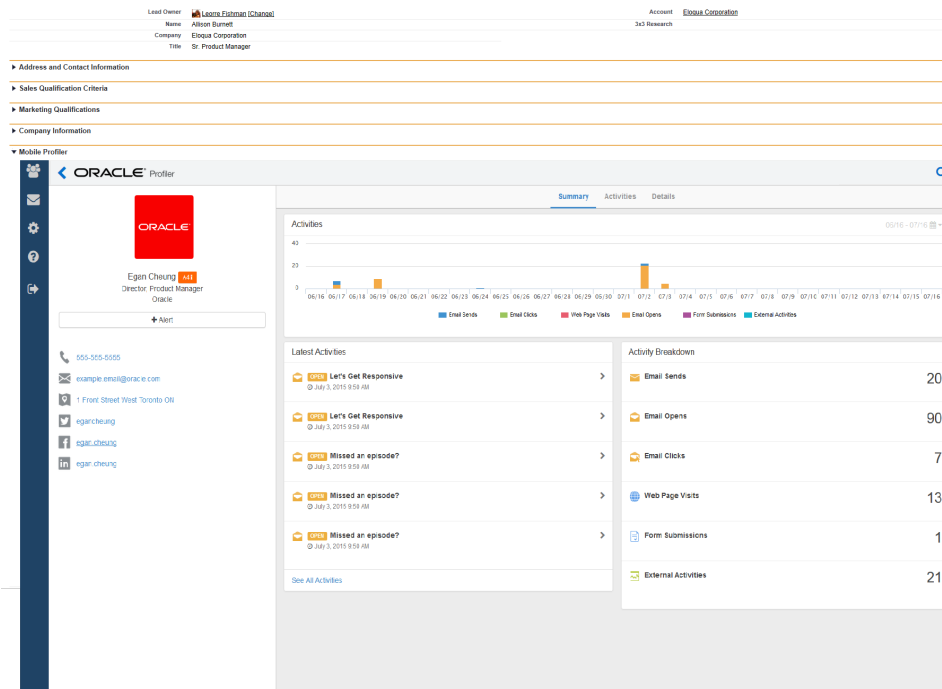 Lead Owner Leorre Fishman [Change] Account Eloqua Corporation
Name Allison Burnett 3x3 Research
Company Eloqua Corporation
Title Sr. Product Manager
Address and Contact Information
Sales Qualification Criteria
Marketing Qualifications
Company Information
Mobile Profiler
ORACLE Profiler
Summary Activities Details
ORACLE
Egan Cheung
Director, Product Manager
Oracle
+ Alert
555-555-5555
example.email@oracle.com
1 Front Street West Toronto ON
egancheung
egan.cheung
egan.cheung
Activities 06/16 - 07/16
40
20
0
06/16 06/17 06/18 06/19 06/20 06/21 06/22 06/23 06/24 06/25 06/26 06/27 06/28 06/29 06/30 07/1 07/2 07/3 07/4 07/5 07/6 07/7 07/8 07/9 07/10 07/11 07/12 07/13 07/14 07/15 07/16
Email Sends Email Clicks Web Page Visits Email Opens Form Submissions External Activities
Latest Activities
OPEN Let's Get Responsive
July 3, 2015 9:50 AM
OPEN Let's Get Responsive
July 3, 2015 9:50 AM
OPEN Missed an episode?
July 3, 2015 9:50 AM
OPEN Missed an episode?
July 3, 2015 9:50 AM
OPEN Missed an episode?
July 3, 2015 9:50 AM
See All Activities
Activity Breakdown
Email Sends 20
Email Opens 90
Email Clicks 7
Web Page Visits 13
Form Submissions 1
External Activities 21